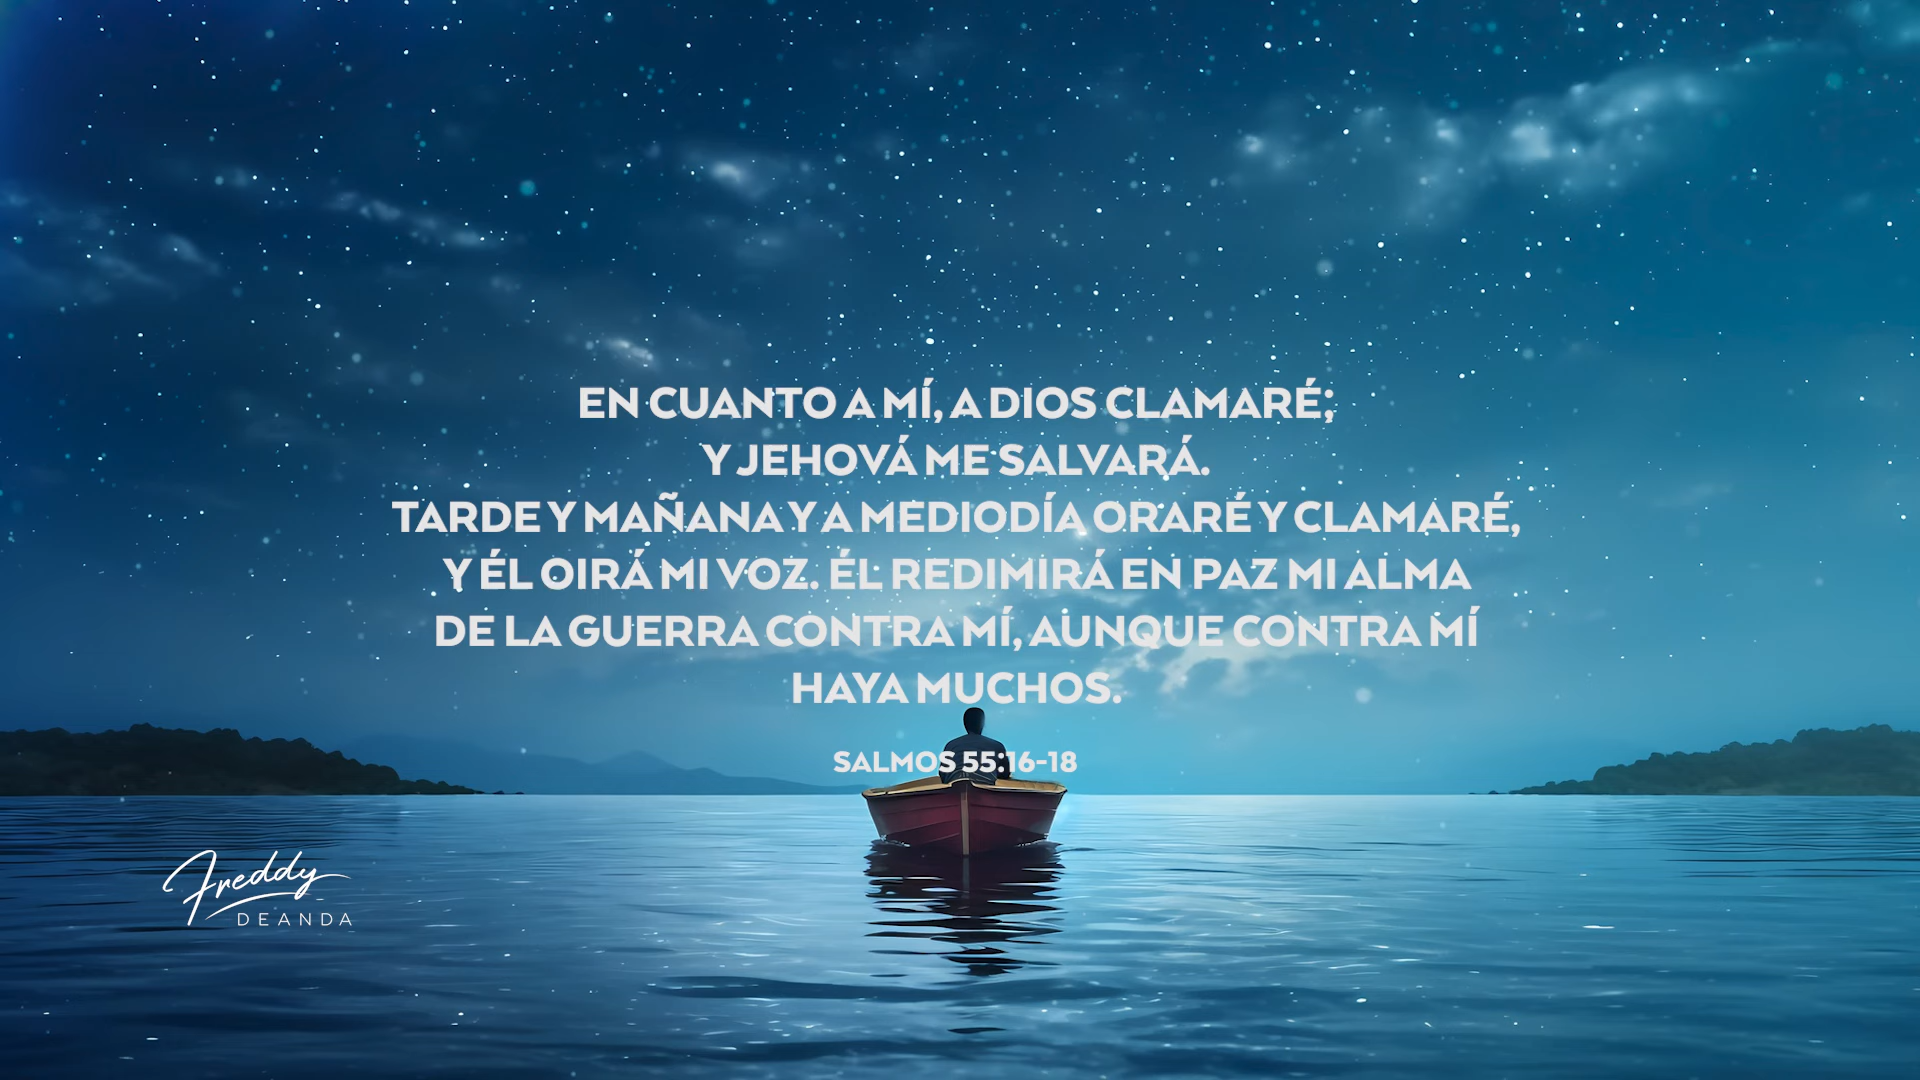 EN CUANTO A MÍ, A DIOS CLAMARÉ;
Y JEHOVÁ ME SALVARÁ.
TARDE Y MAÑANA Y A MEDIODÍA ORARÉ Y CLAMARÉ,
Y ÉL OIRÁ MI VOZ. ÉL REDIMIRÁ EN PAZ MI ALMA
DE LA GUERRA CONTRA MÍ, AUNQUE CONTRA MÍ
HAYA MUCHOS.
SALMOS 55:16-18
Freddy
DEANDA